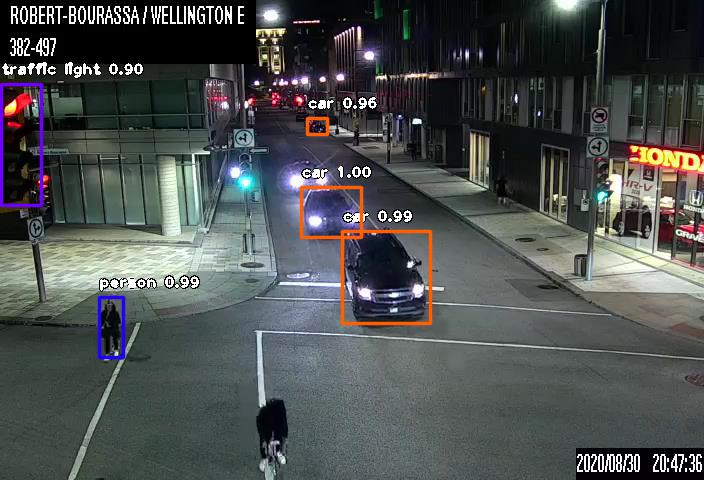 ROBERT-BOURASSA / WELLINGTON E
382-497
traffic light 0.90
car 0.96
car 1.00
car 0.99
person 0.99
HONDA
HR-V
2020/08/30 20:47:36